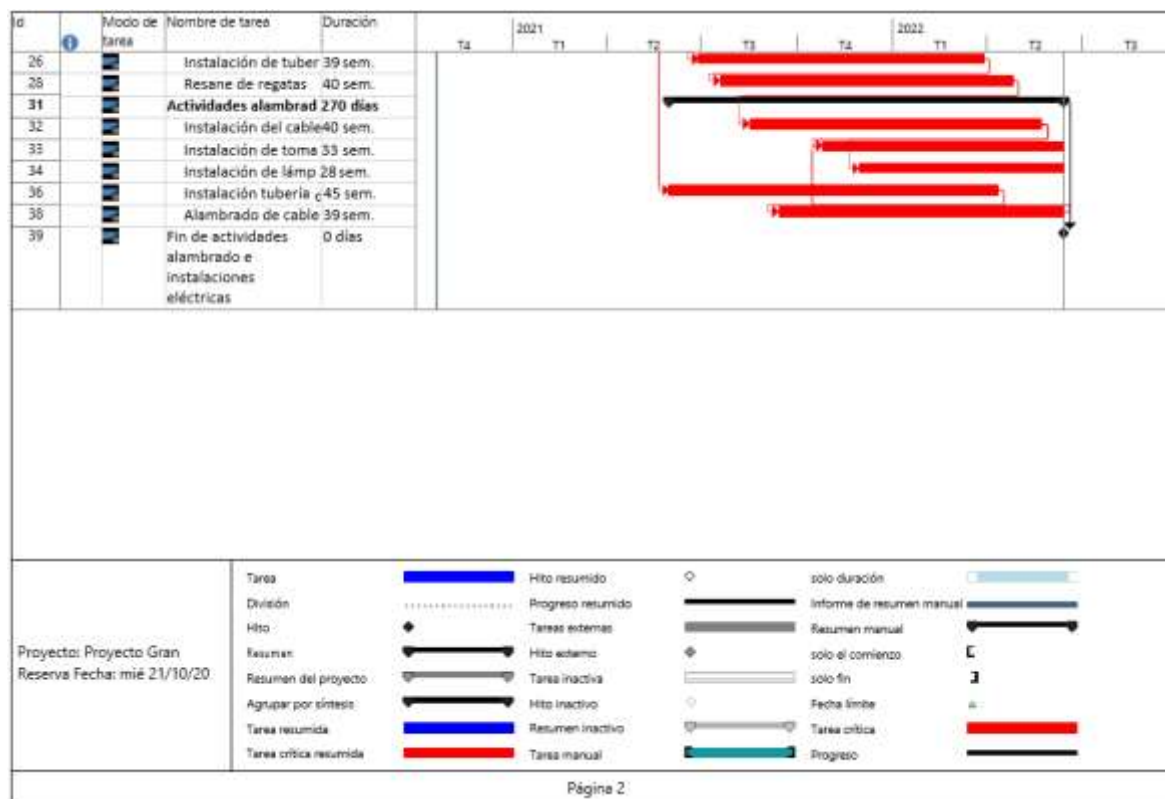 Id Modo de tarea Nombre de tarea Duración
2021 2022
T4 T1 T2 T3 T4 T1 T2 T3
26 Instalación de tuber 39 sem.
28 Resane de regatas 40 sem.
31 Actividades alambrad 270 días
32 Instalación del cable 40 sem.
33 Instalación de toma 33 sem.
34 Instalación de lámp 28 sem.
36 Instalación tubería c 45 sem.
38 Alambrado de cable 39 sem.
39 Fin de actividades 0 días
alambrado e
instalaciones
eléctricas
Proyecto: Proyecto Gran
Reserva Fecha: mié 21/10/20
Tarea Hito resumido solo duración
División Progreso resumido Informe de resumen manual
Hito Tareas externas Resumen manual
Resumen Hito externo solo el comienzo
Resumen del proyecto Tarea inactiva solo fin
Agrupar por síntesis Hito inactivo Fecha límite
Tarea resumida Resumen inactivo Tarea crítica
Tarea crítica resumida Tarea manual Progreso
Página 2